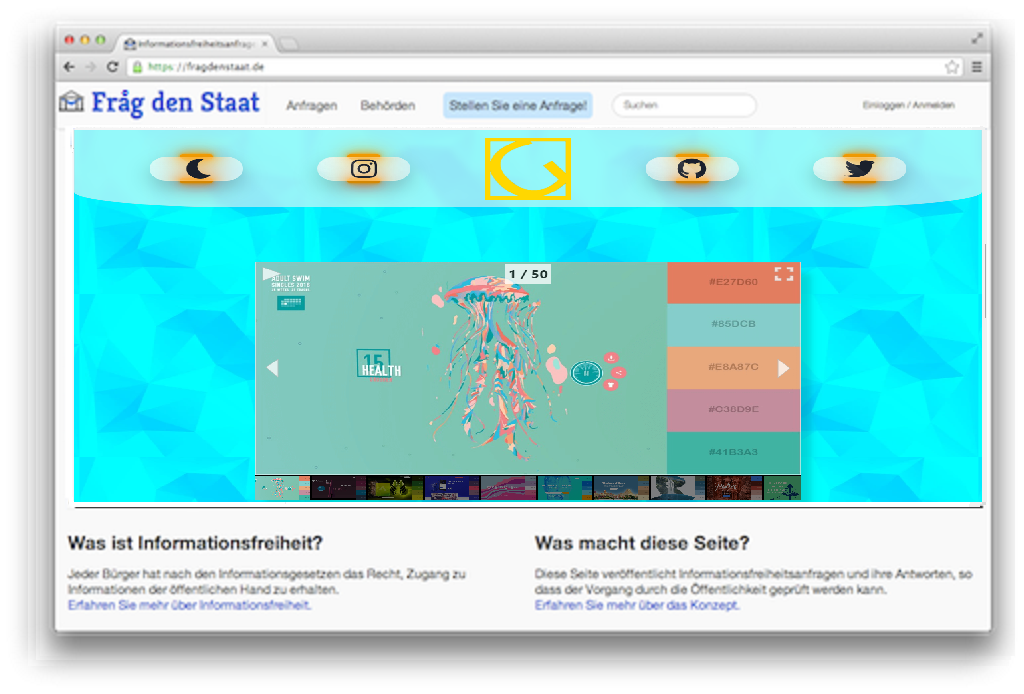 Informationsfreiheitsanfrag
https://fragdenstaat.de
Fråg den Staat
Anfragen
Behörden
Stellen Sie eine Anfrage!
Suchen
Einloggen / Anmelden
G
1 / 50
ADULT SWIM
SINGLES 2016
15
HEALTH
#E27D60
#85DCB
#E8A87C
#C38D9E
#41B3A3
Was ist Informationsfreiheit?
Jeder Bürger hat nach den Informationsgesetzen das Recht, Zugang zu
Informationen der öffentlichen Hand zu erhalten.
Erfahren Sie mehr über Informationsfreiheit.
Was macht diese Seite?
Diese Seite veröffentlicht Informationsfreiheitsanfragen und ihre Antworten, so
dass der Vorgang durch die Öffentlichkeit geprüft werden kann.
Erfahren Sie mehr über das Konzept.